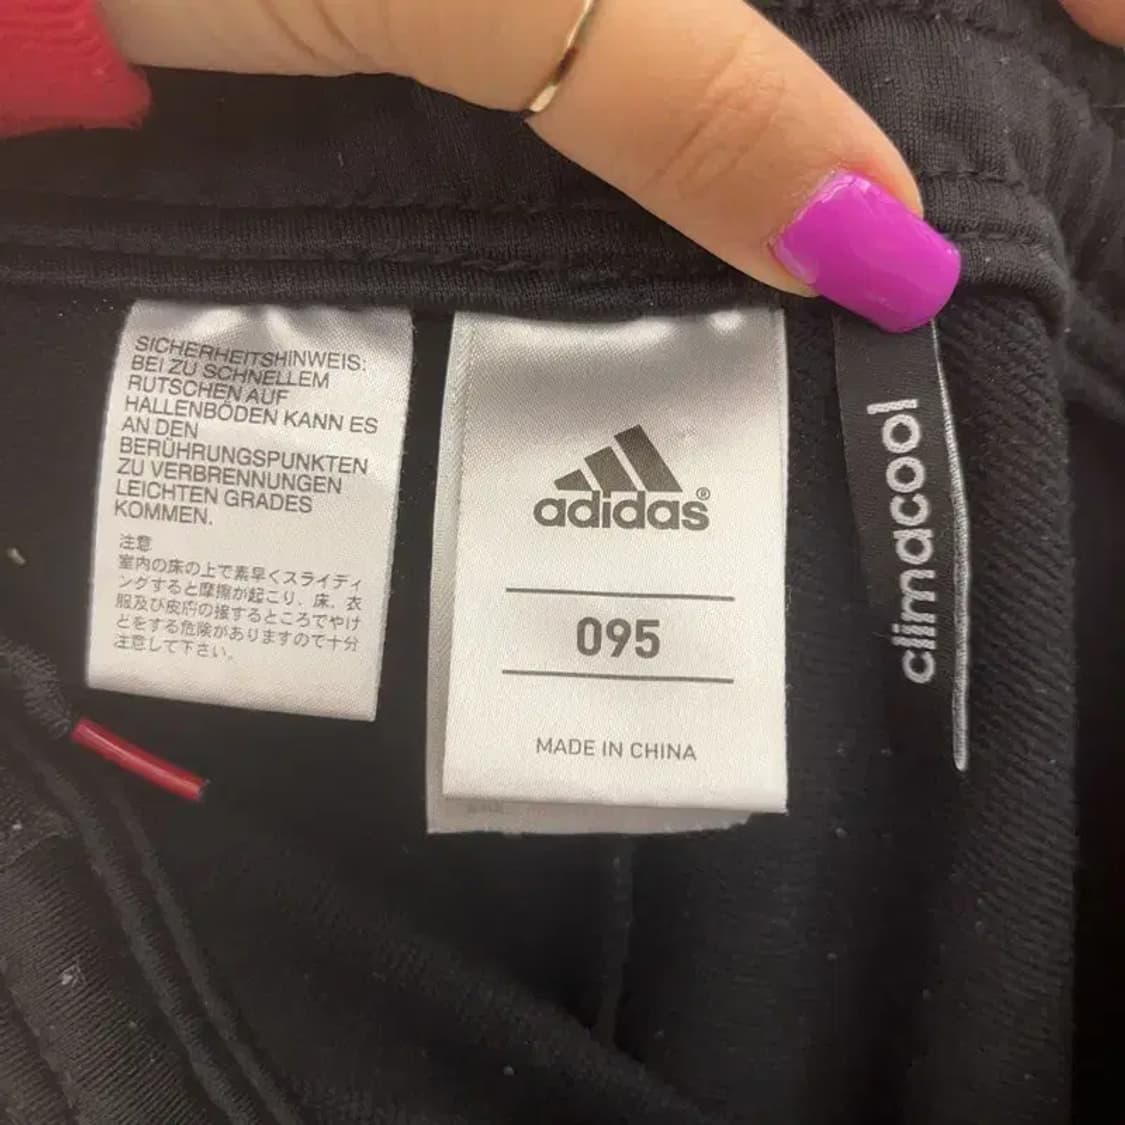 SICHERHEITSHINWEIS:
BEI ZU SCHNELLEM
RUTSCHEN AUF
HALLENBÖDEN KANN ES
AN DEN
BERÜHRUNGSPUNKTEN
ZU VERBRENNUNGEN
LEICHTEN GRADES
KOMMEN.
注意
室内の床の上で素早くスライディ
ングすると摩擦が起こり、床、衣
服及び皮膚の接するところでやけ
どをする危険がありますので十分
注意して下さい。
adidas®
095
MADE IN CHINA
climacool